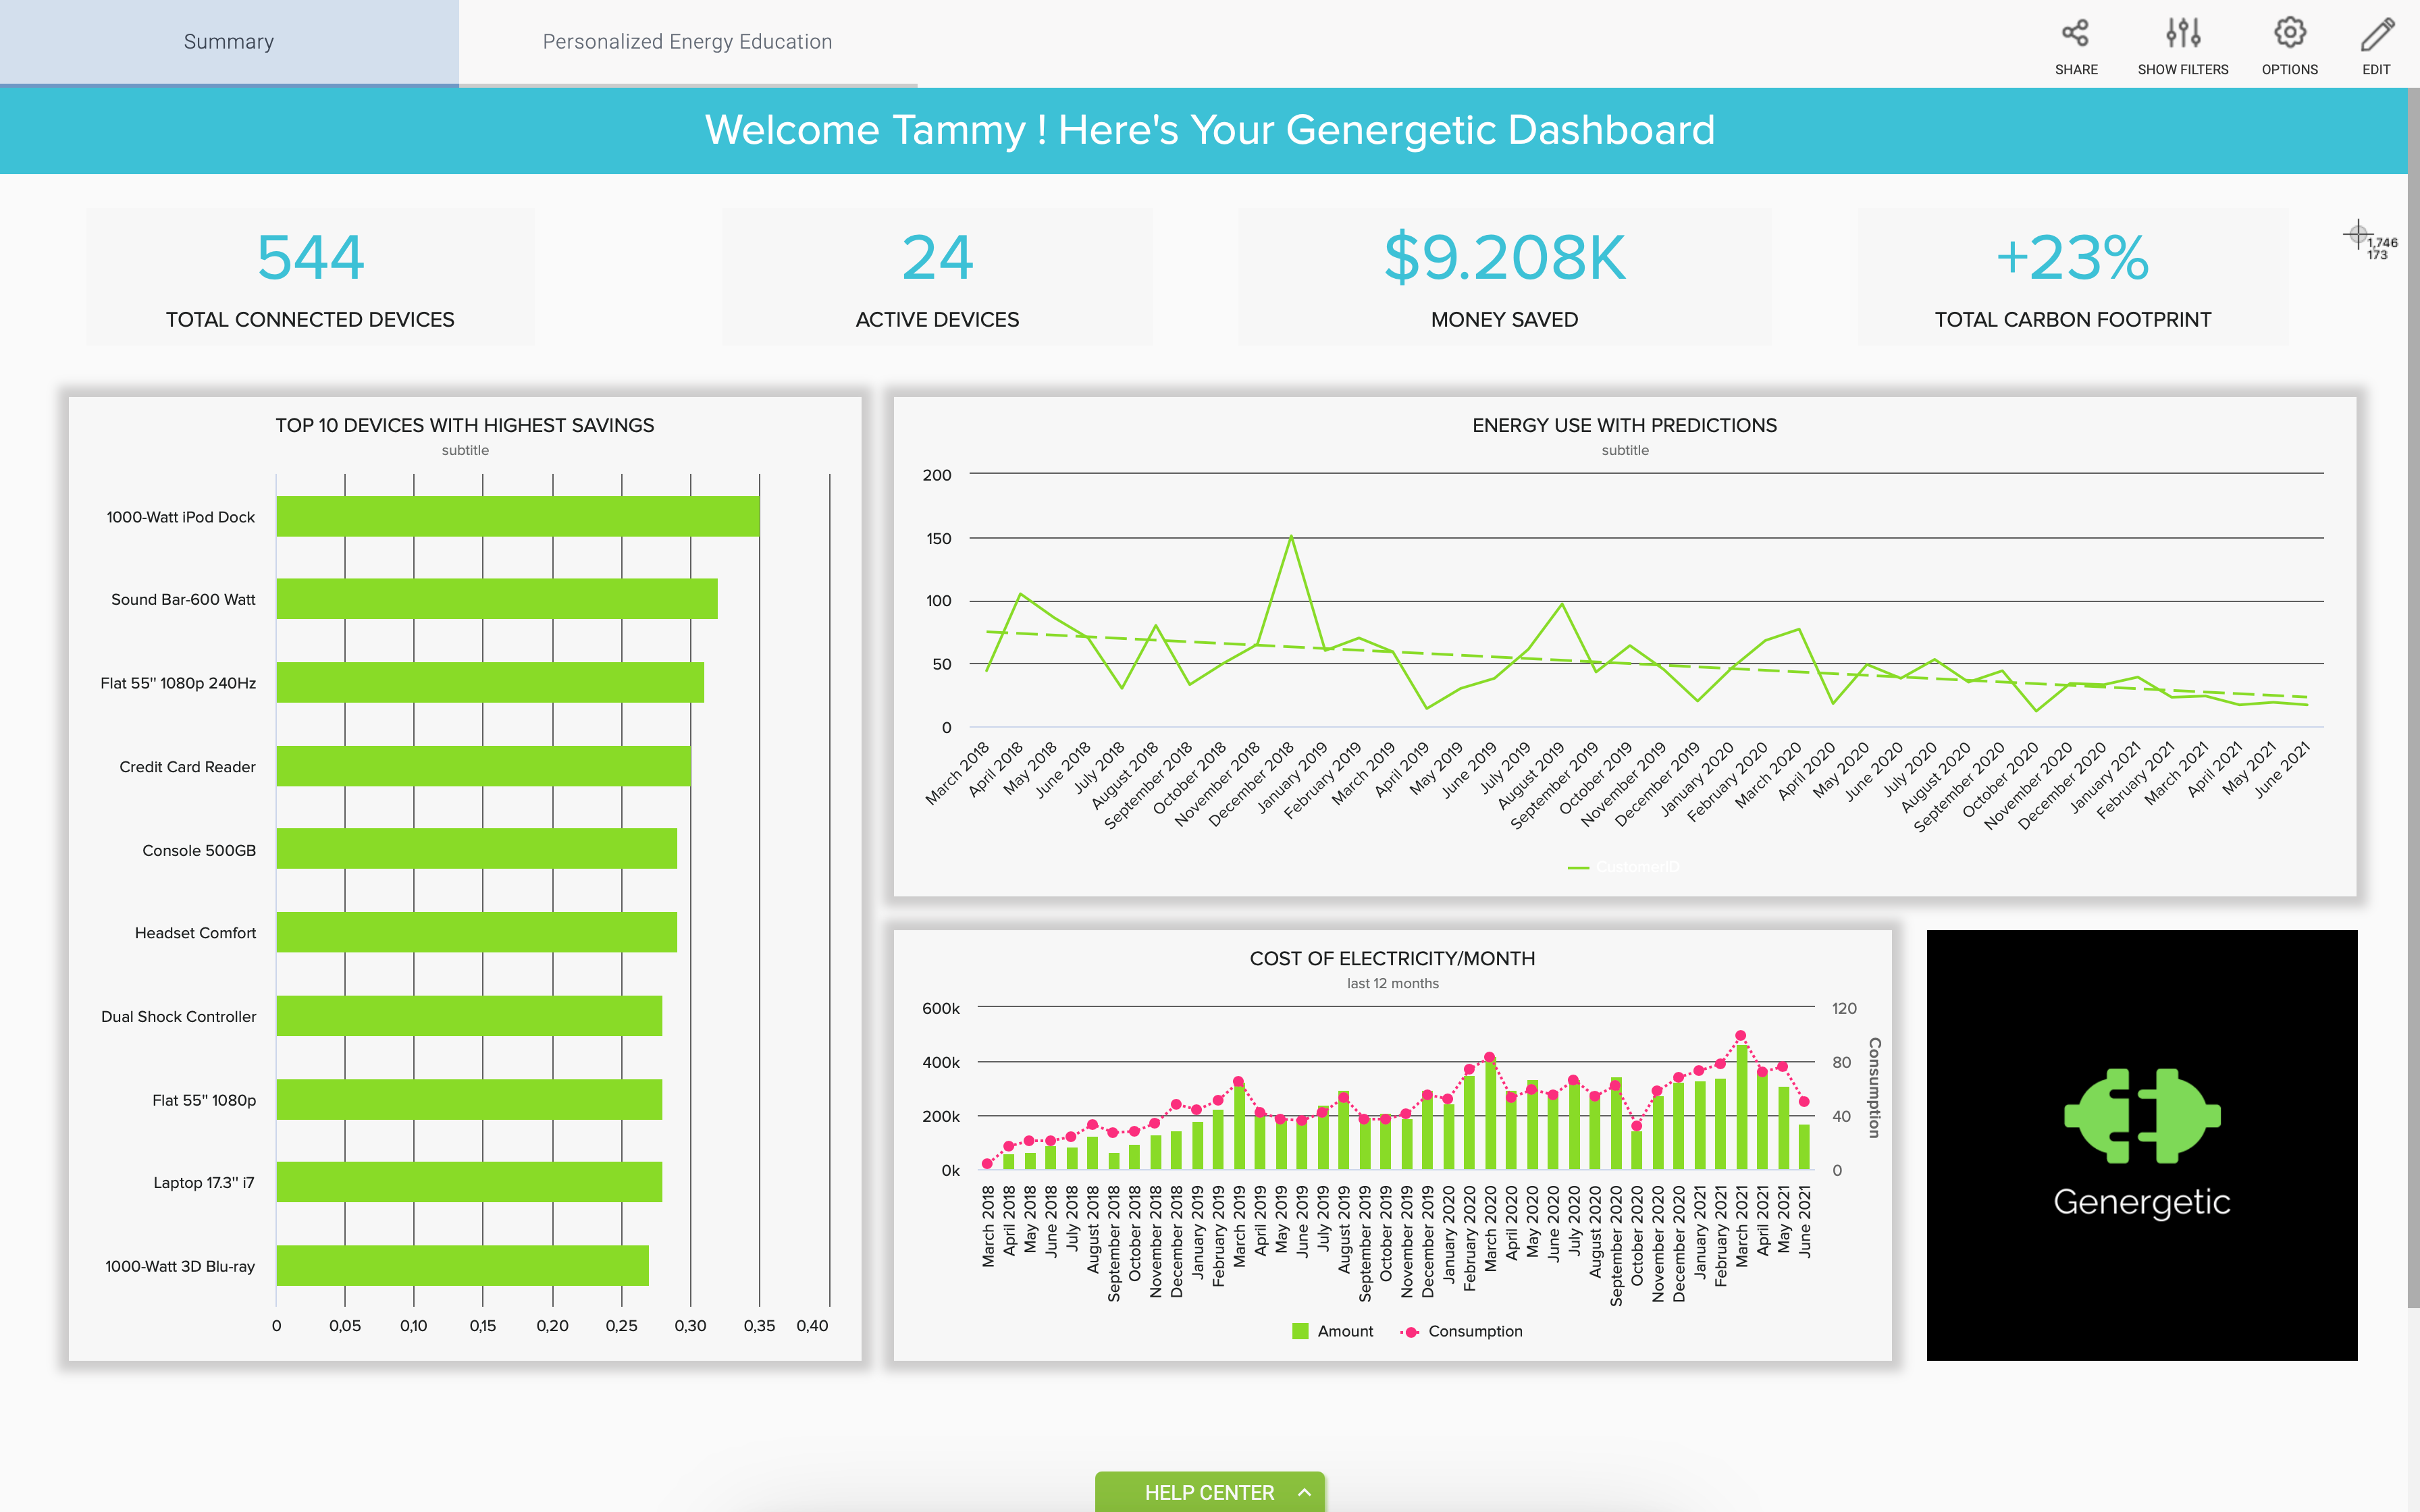 Summary
Personalized Energy Education
SHARE
SHOW FILTERS
OPTIONS
EDIT
Welcome Tammy ! Here's Your Genergetic Dashboard
544
TOTAL CONNECTED DEVICES
24
ACTIVE DEVICES
$9.208K
MONEY SAVED
+23%
TOTAL CARBON FOOTPRINT
1,746
173
TOP 10 DEVICES WITH HIGHEST SAVINGS
subtitle
1000-Watt iPod Dock
Sound Bar-600 Watt
Flat 55" 1080p 240Hz
Credit Card Reader
Console 500GB
Headset Comfort
Dual Shock Controller
Flat 55" 1080p
Laptop 17.3" i7
1000-Watt 3D Blu-ray
0
0,05
0,10
0,15
0,20
0,25
0,30
0,35
0,40
ENERGY USE WITH PREDICTIONS
subtitle
200
150
100
50
0
March 2018
April 2018
May 2018
June 2018
July 2018
August 2018
September 2018
October 2018
November 2018
December 2018
January 2019
February 2019
March 2019
April 2019
May 2019
June 2019
July 2019
August 2019
September 2019
October 2019
November 2019
December 2019
January 2020
February 2020
March 2020
April 2020
May 2020
June 2020
July 2020
August 2020
September 2020
October 2020
November 2020
December 2020
January 2021
February 2021
March 2021
April 2021
May 2021
June 2021
CustomerID
COST OF ELECTRICITY/MONTH
last 12 months
600k
400k
200k
0k
120
80
40
0
Consumption
March 2018
April 2018
May 2018
June 2018
July 2018
August 2018
September 2018
October 2018
November 2018
December 2018
January 2019
February 2019
March 2019
April 2019
May 2019
June 2019
July 2019
August 2019
September 2019
October 2019
November 2019
December 2019
January 2020
February 2020
March 2020
April 2020
May 2020
June 2020
July 2020
August 2020
September 2020
October 2020
November 2020
December 2020
January 2021
February 2021
March 2021
April 2021
May 2021
June 2021
Amount
Consumption
Genergetic
HELP CENTER